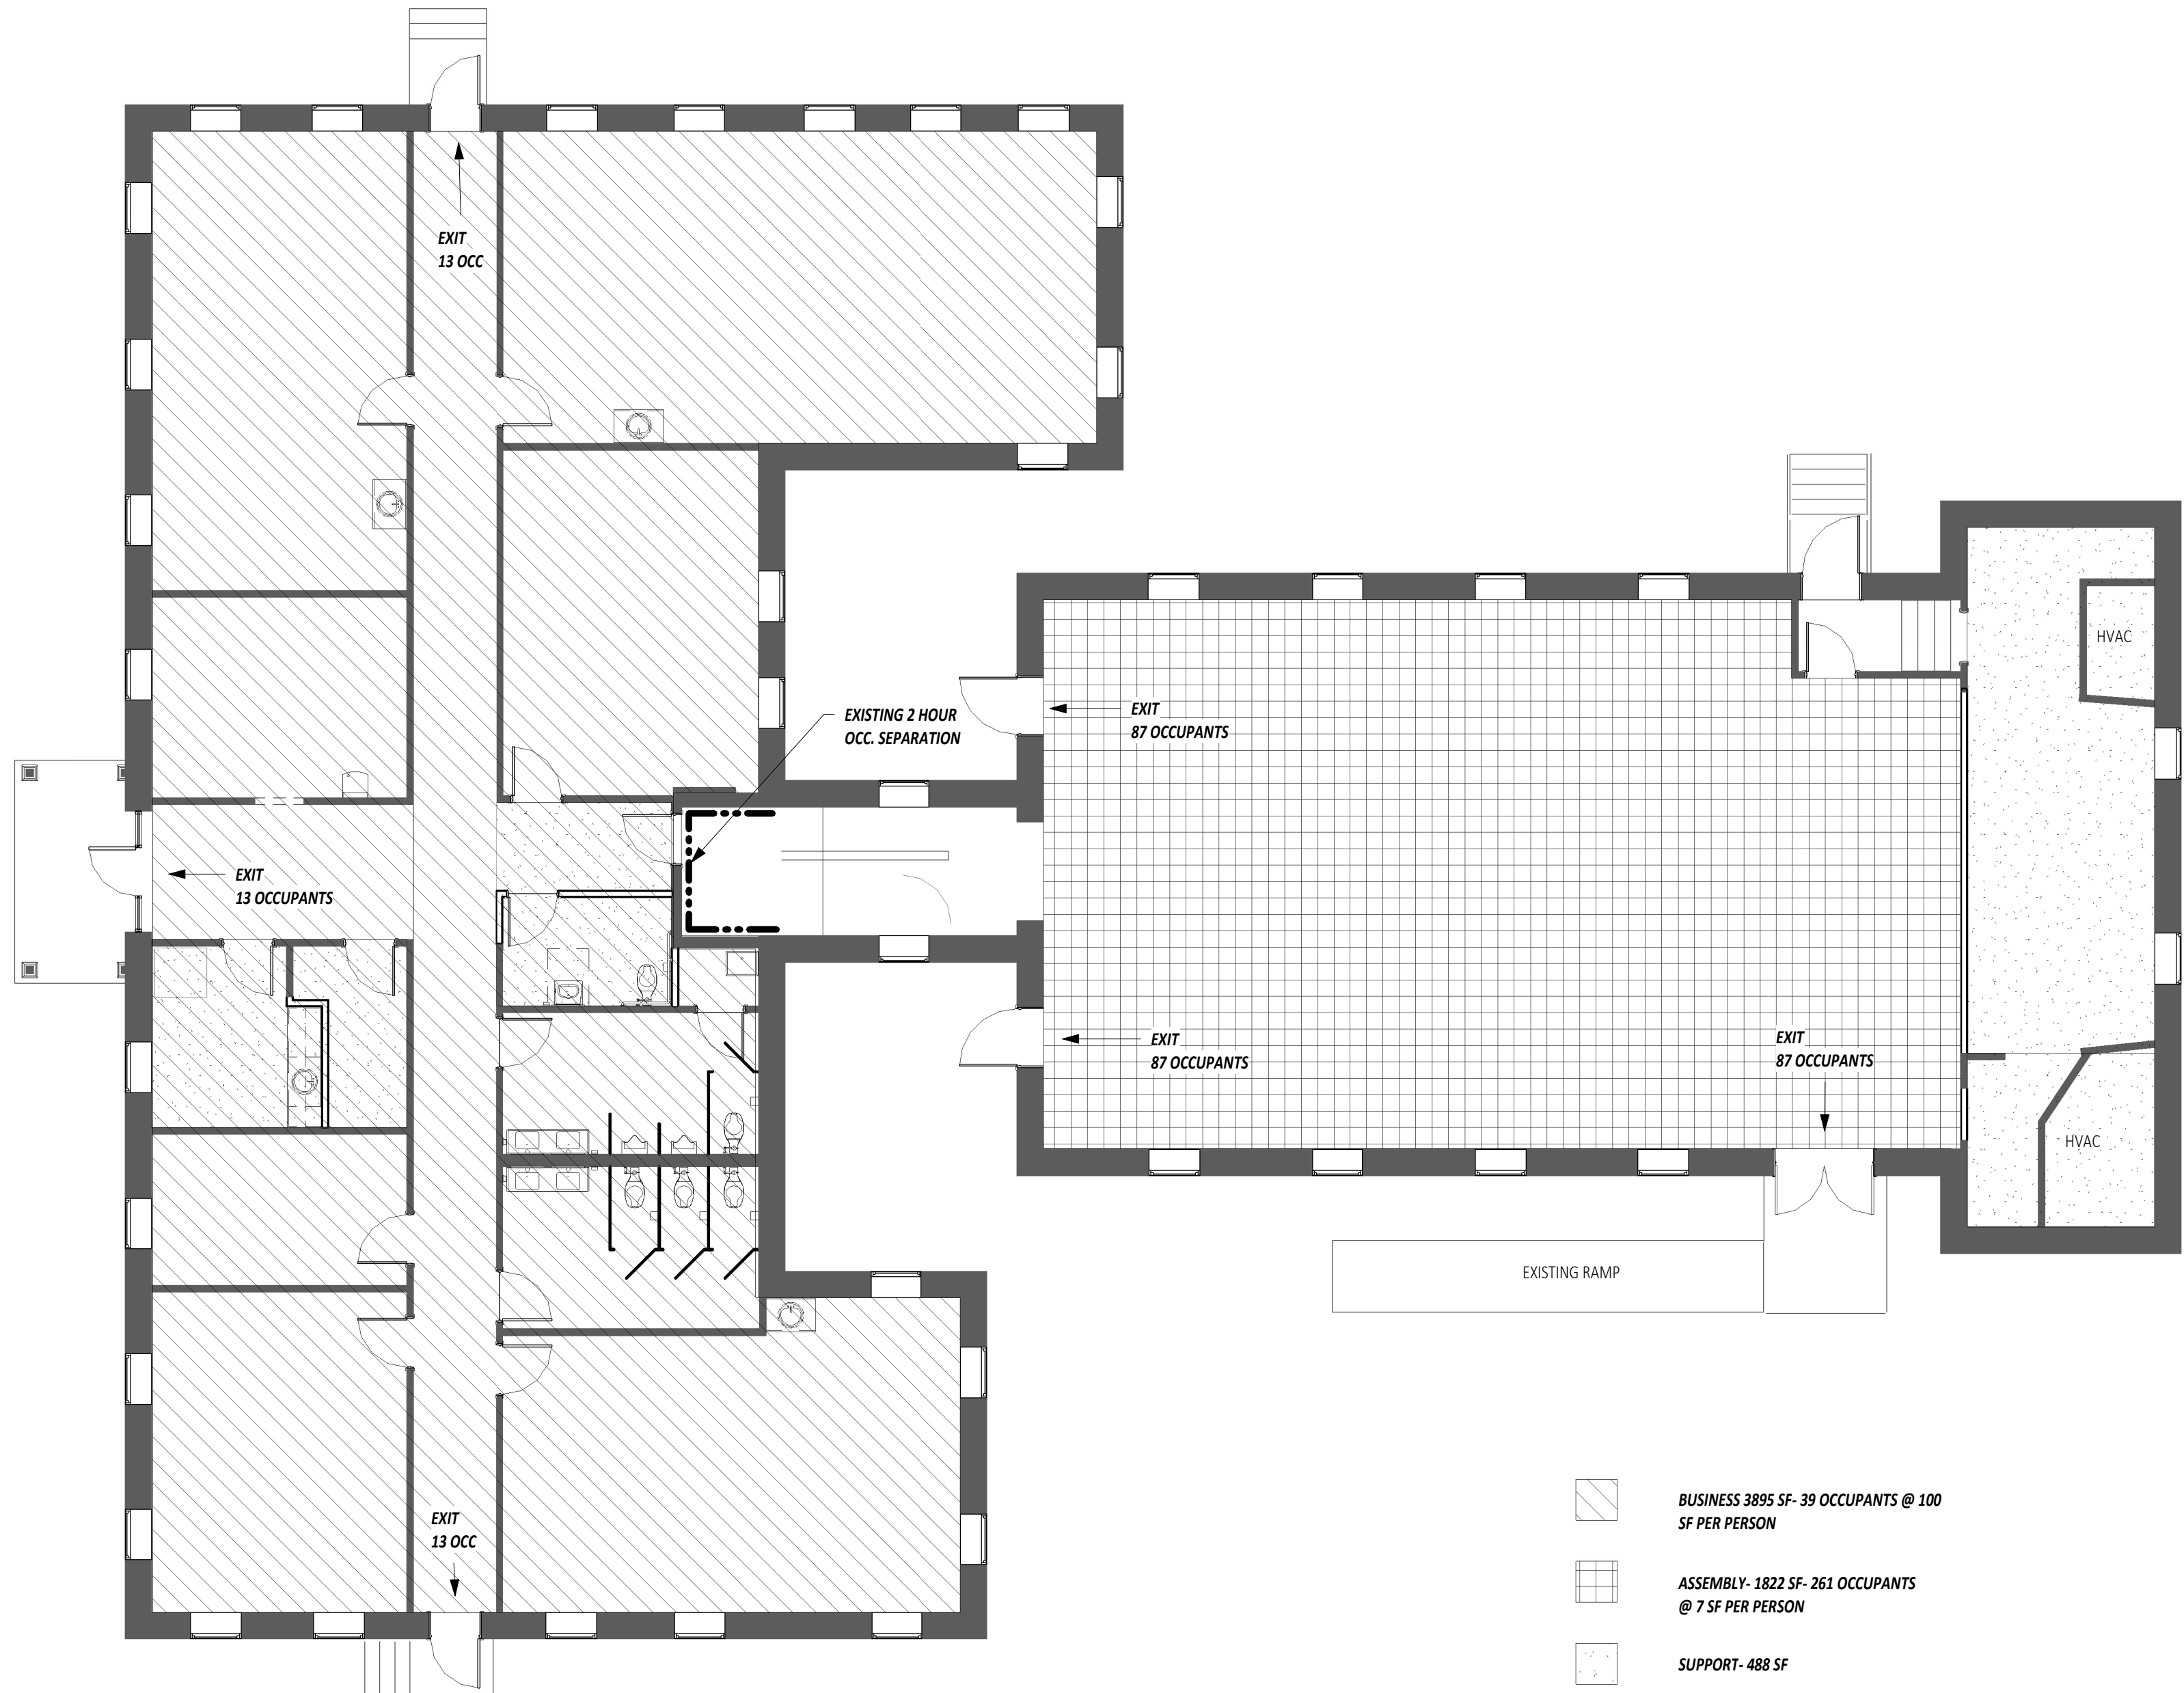 EXIT
13 OCC
HVAC
EXISTING 2 HOUR
OCC. SEPARATION
EXIT
87 OCCUPANTS
EXIT
13 OCCUPANTS
EXIT
87 OCCUPANTS
EXIT
87 OCCUPANTS
HVAC
EXISTING RAMP
EXIT
13 OCC
BUSINESS 3895 SF- 39 OCCUPANTS @ 100
SF PER PERSON
ASSEMBLY- 1822 SF- 261 OCCUPANTS
@ 7 SF PER PERSON
SUPPORT- 488 SF